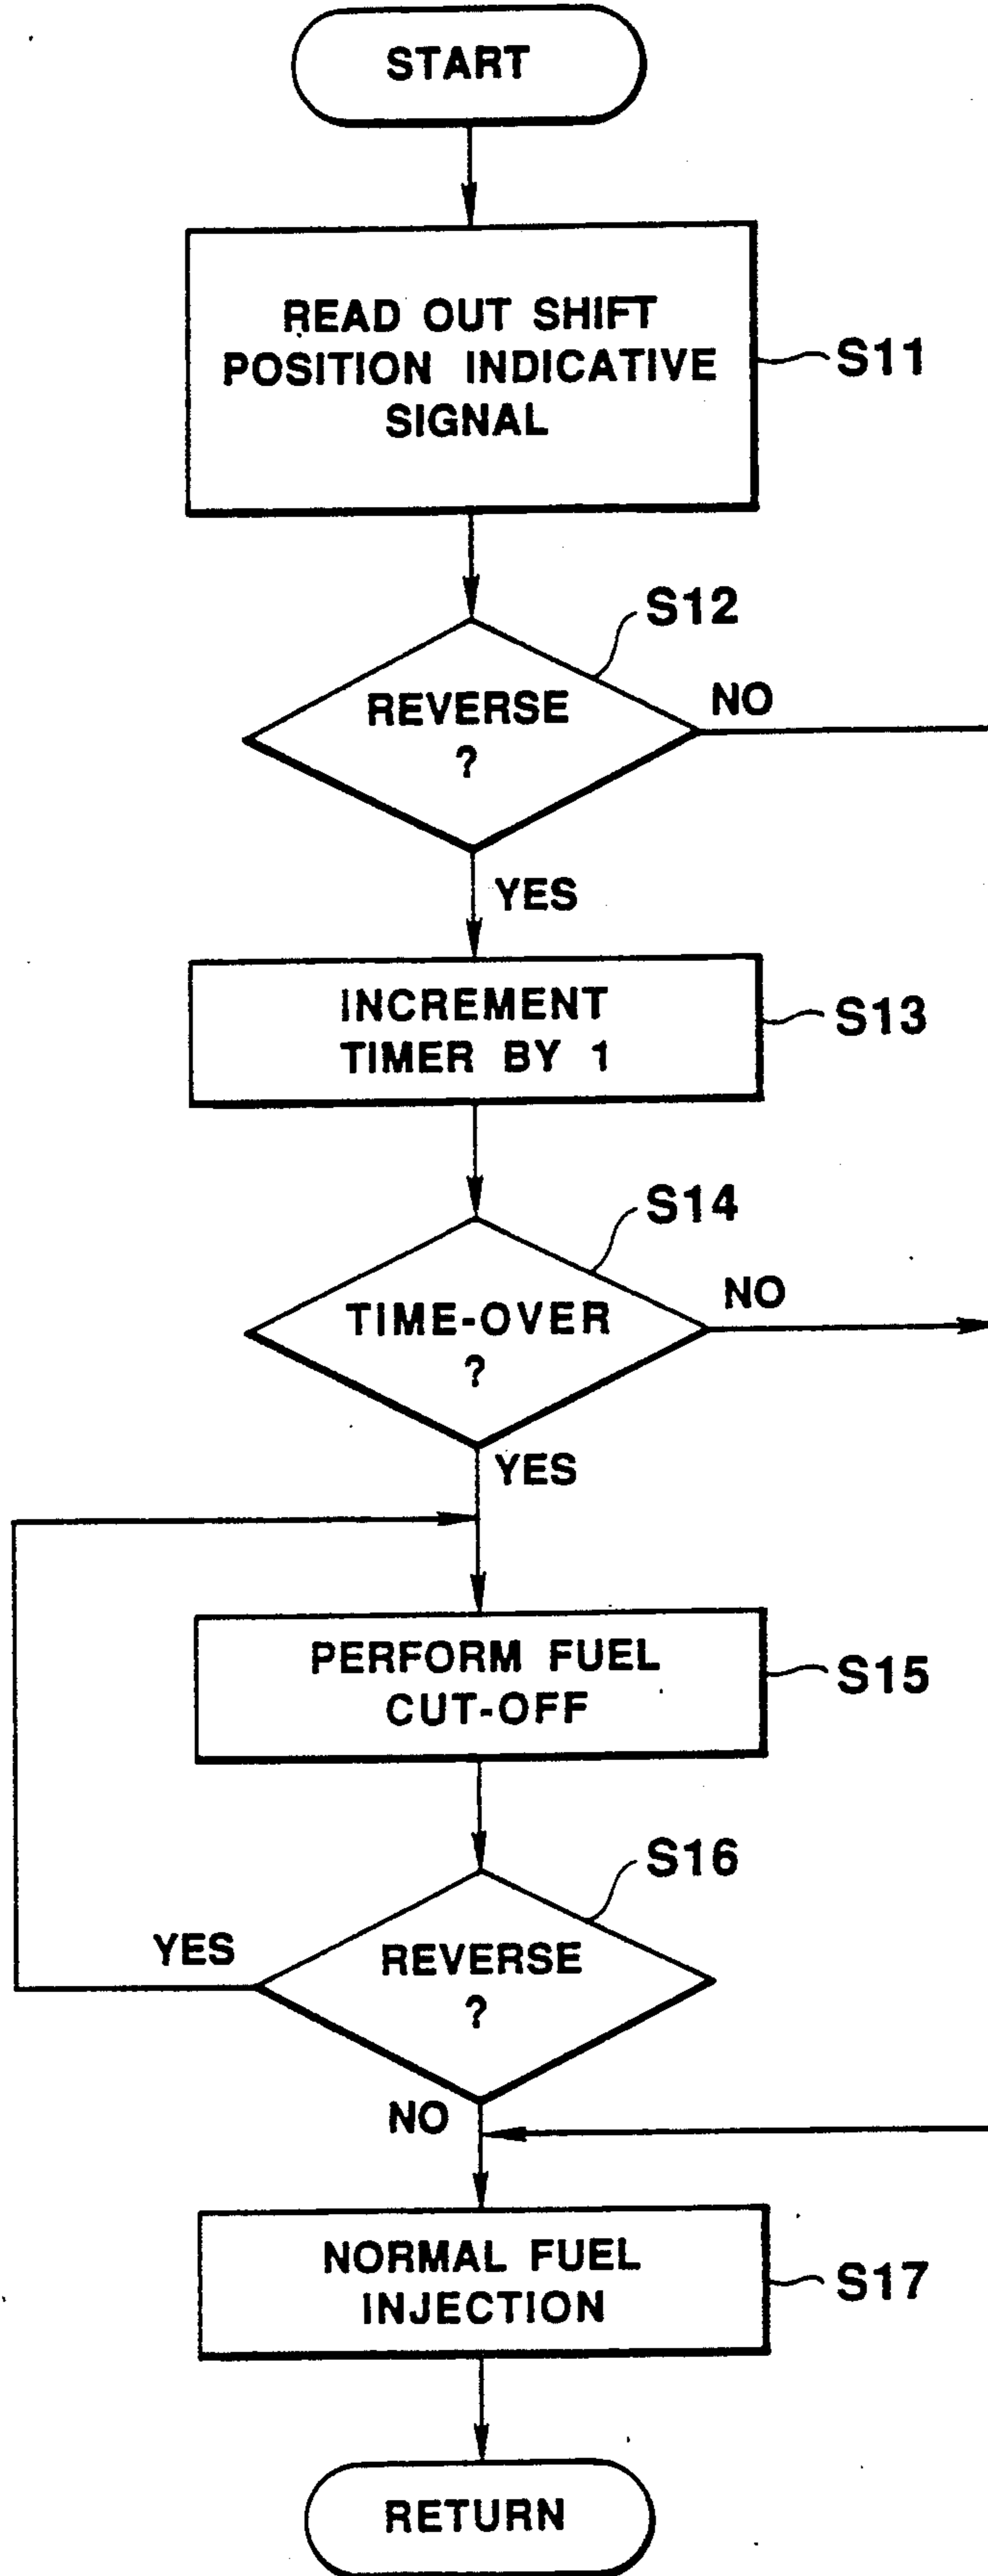 START
READ OUT SHIFT
POSITION INDICATIVE
SIGNAL
S11
S12
REVERSE
?
NO
YES
INCREMENT
TIMER BY 1
S13
S14
TIME-OVER
?
NO
YES
PERFORM FUEL
CUT-OFF
S15
S16
REVERSE
?
YES
NO
NORMAL FUEL
INJECTION
S17
RETURN